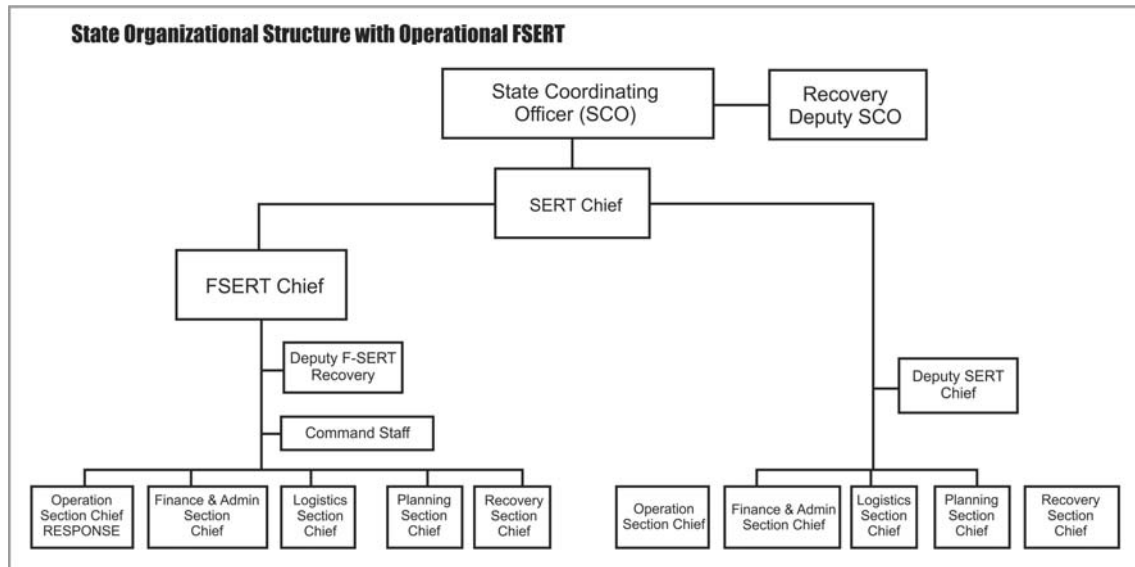 State Organizational Structure with Operational FSERT
State Coordinating
Officer (SCO)
Recovery
Deputy SCO
SERT Chief
FSERT Chief
Deputy F-SERT
Recovery
Deputy SERT
Chief
Command Staff
Operation
Section Chief
RESPONSE
Finance & Admin
Section
Chief
Logistics
Section
Chief
Planning
Section
Chief
Recovery
Section
Chief
Operation
Section Chief
Finance & Admin
Section Chief
Logistics
Section
Chief
Planning
Section
Chief
Recovery
Section
Chief